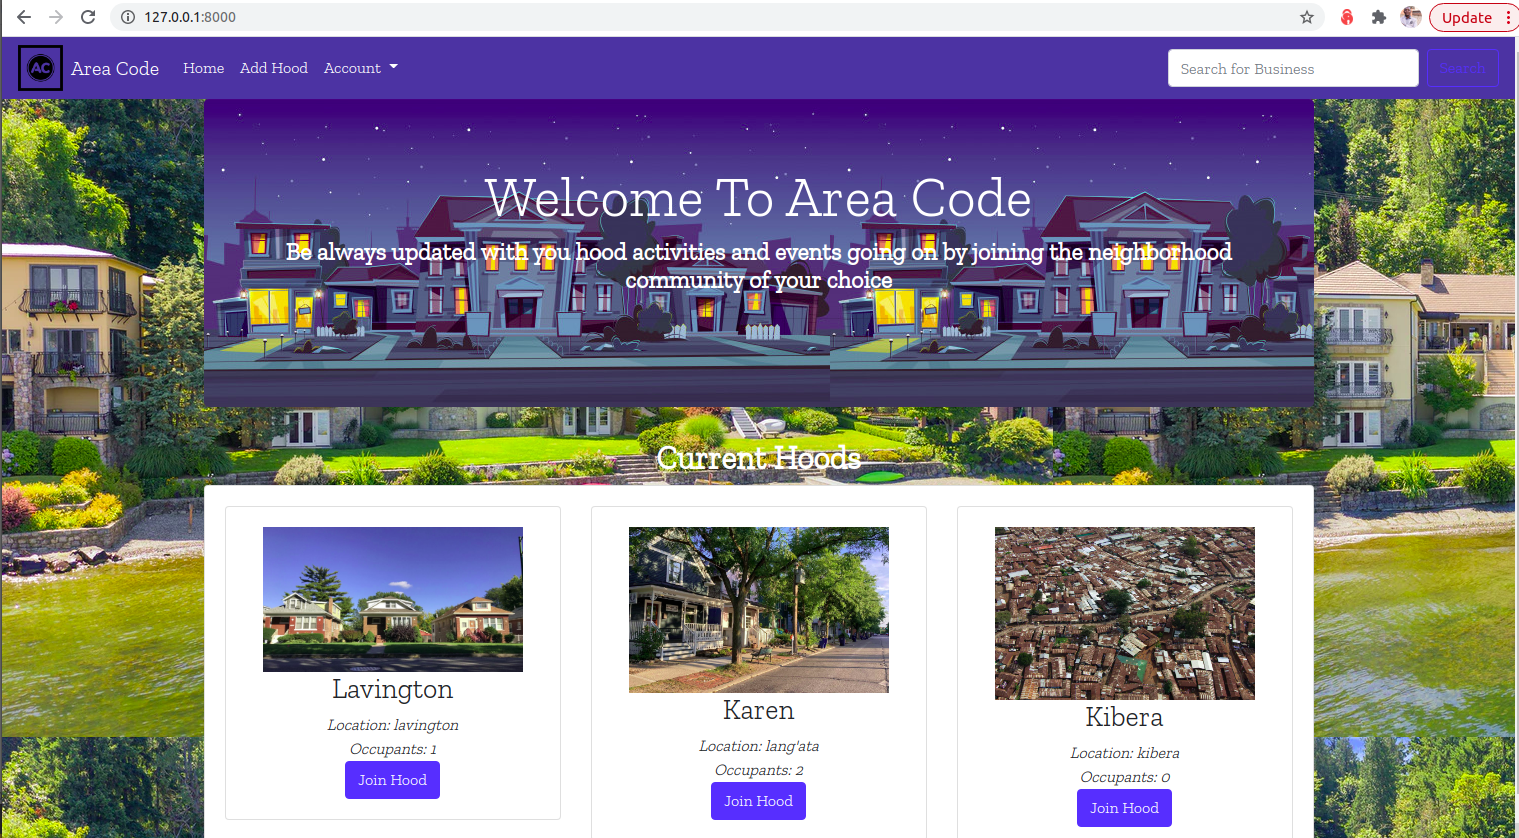 127.0.0.1:8000
Update
AC
Area Code
Home
Add Hood
Account
Search for Business
Search
Welcome To Area Code
Be always updated with you hood activities and events going on by joining the neighborhood
community of your choice
Current Hoods
Lavington
Location: lavington
Occupants: 1
Join Hood
Karen
Location: lang'ata
Occupants: 2
Join Hood
Kibera
Location: kibera
Occupants: 0
Join Hood